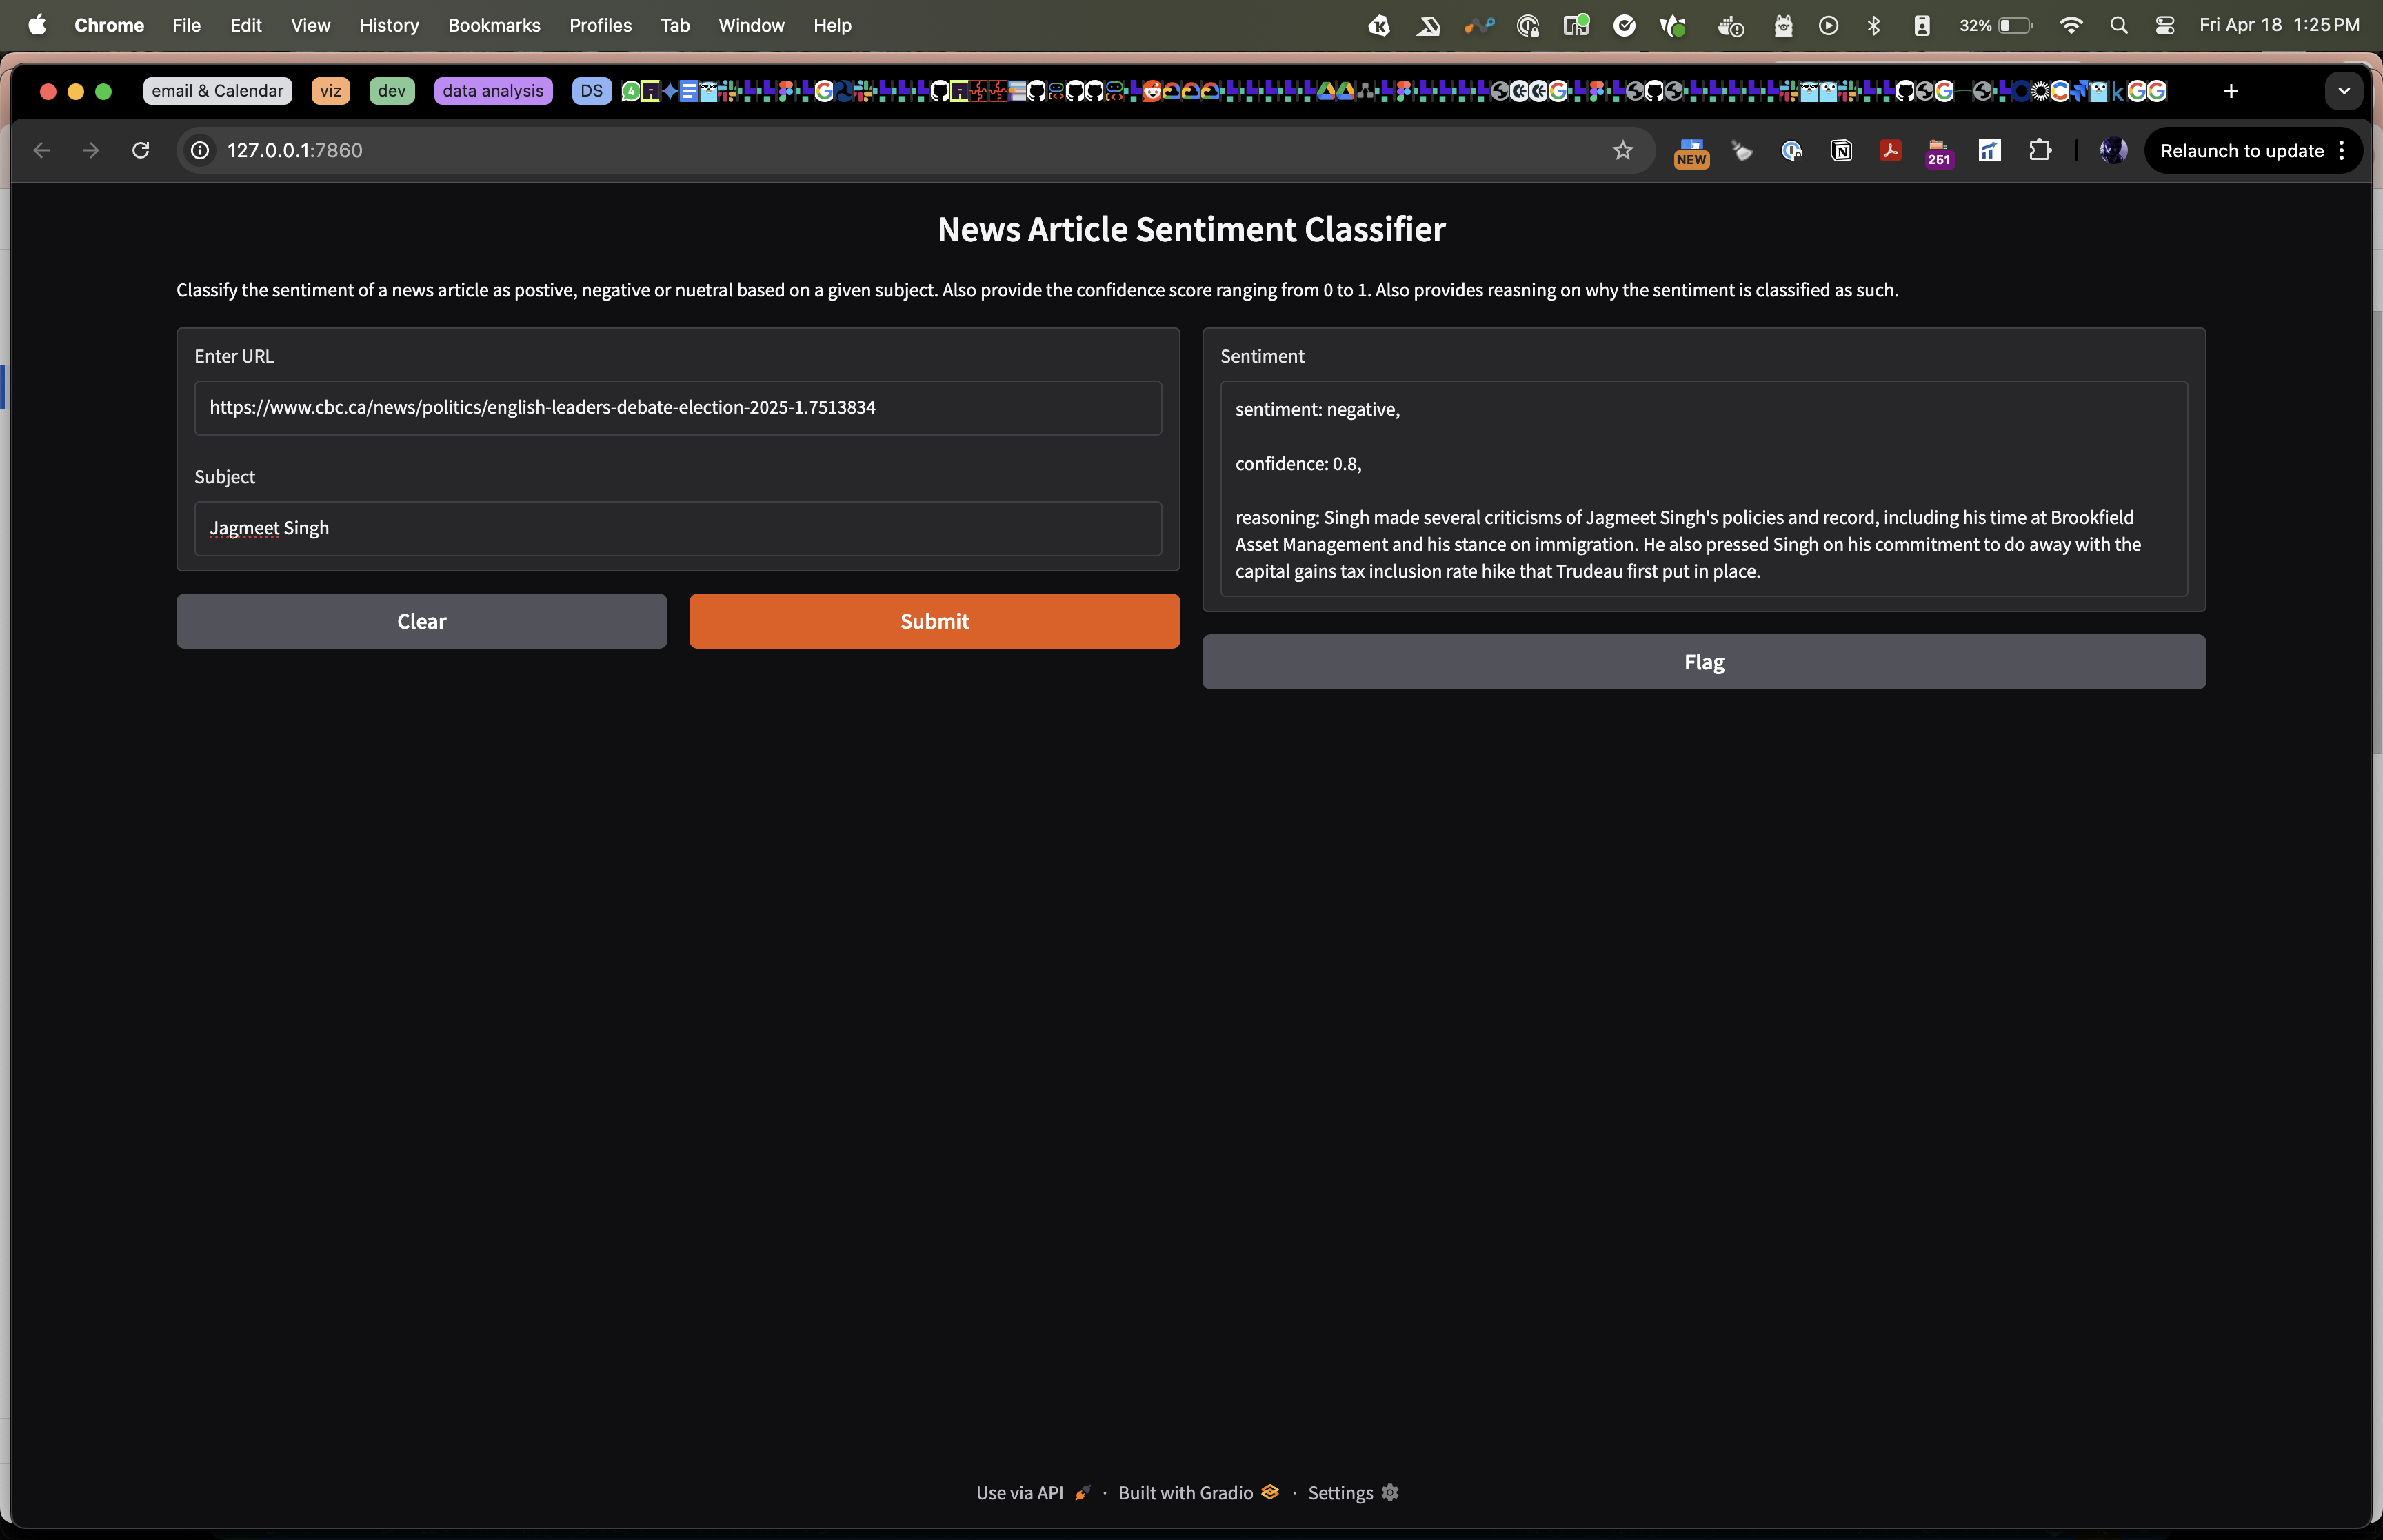 Chrome File Edit View History Bookmarks Profiles Tab Window Help 32% Fri Apr 18 1:25 PM
email & Calendar viz dev data analysis DS
127.0.0.1:7860 NEW 251 Relaunch to update
News Article Sentiment Classifier
Classify the sentiment of a news article as postive, negative or nuetral based on a given subject. Also provide the confidence score ranging from 0 to 1. Also provides reasning on why the sentiment is classified as such.
Enter URL
https://www.cbc.ca/news/politics/english-leaders-debate-election-2025-1.7513834
Subject
Jagmeet Singh
Clear
Submit
Sentiment
sentiment: negative,
confidence: 0.8,
reasoning: Singh made several criticisms of Jagmeet Singh's policies and record, including his time at Brookfield
Asset Management and his stance on immigration. He also pressed Singh on his commitment to do away with the
capital gains tax inclusion rate hike that Trudeau first put in place.
Flag
Use via API · Built with Gradio · Settings